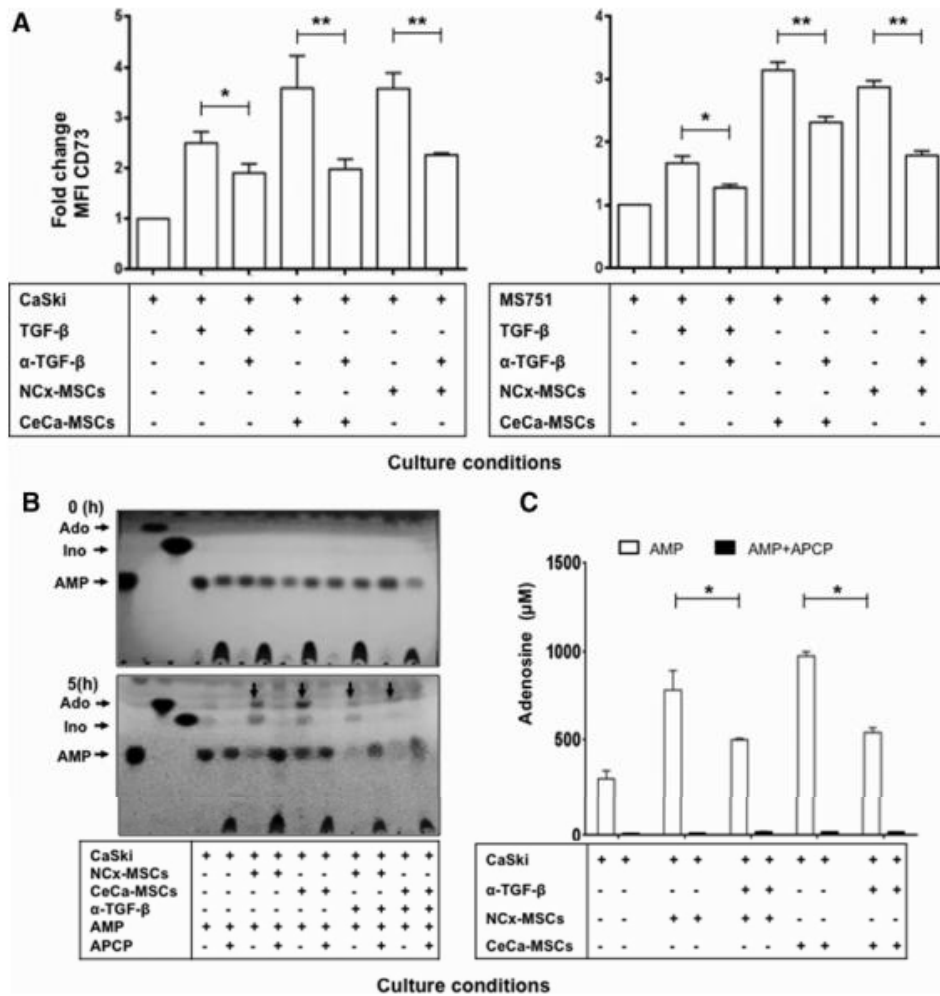 A
Fold change
MFI CD73
5
4
3
2
1
0
* ** **
CaSki + + + + + + +
TGF-β - + + - - - -
α-TGF-β - - + - + - +
NCx-MSCs - - - - - + +
CeCa-MSCs - - - + + - -
4
3
2
1
0
* ** **
MS751 + + + + + + +
TGF-β - + + - - - -
α-TGF-β - - + - + - +
NCx-MSCs - - - - - + +
CeCa-MSCs - - - + + - -
Culture conditions
B
0 (h)
Ado
Ino
AMP
5(h)
Ado
Ino
AMP
CaSki + + + + + + + + + +
NCx-MSCs - - + + - - + + - -
CeCa-MSCs - - - - + + - - + +
α-TGF-β - - - - - - + + + +
AMP + + + + + + + + + +
APCP - + - + - + - + - +
C
AMP AMP+APCP
Adenosine (µM)
1500
1000
500
0
* *
CaSki + + + + + + + + + +
α-TGF-β - - - - + + - - + +
NCx-MSCs - - + + + + - - - -
CeCa-MSCs - - - - - - + + + +
Culture conditions